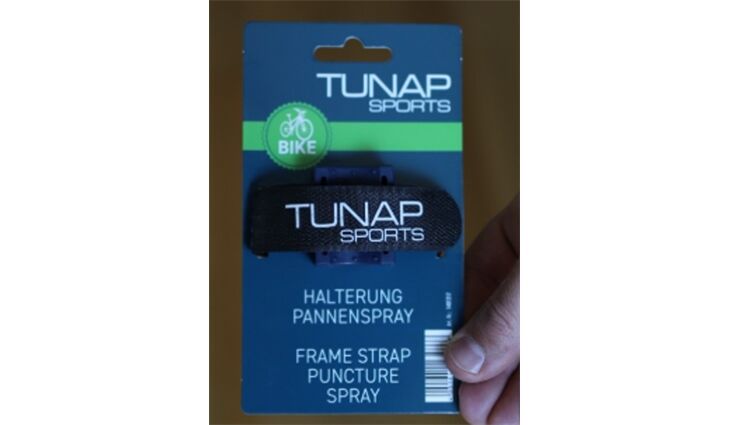 TUNAP
SPORTS
BIKE
TUNAP
SPORTS
HALTERUNG
PANNENSPRAY
FRAME STRAP
PUNCTURE
SPRAY